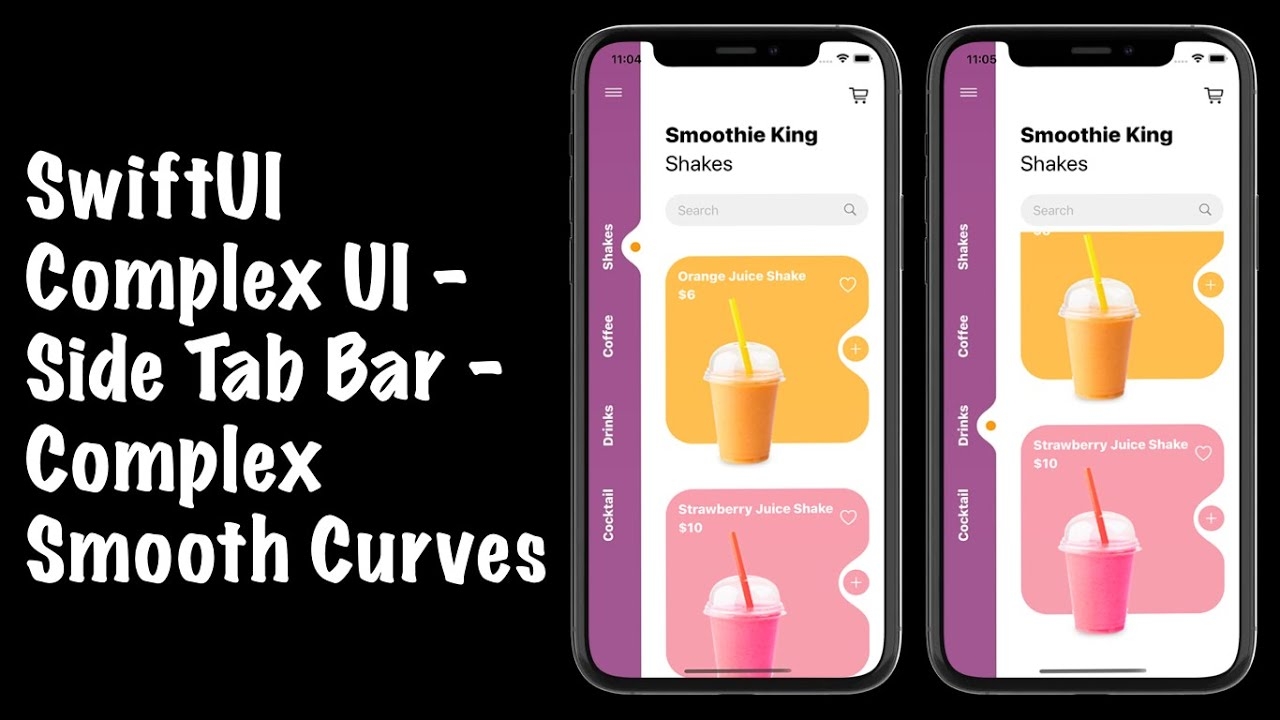 SwiftUI
Complex UI -
Side Tab Bar -
Complex
Smooth Curves
11:04
Smoothie King
Shakes
Search
Shakes
Coffee
Drinks
Cocktail
Orange Juice Shake
$6
Strawberry Juice Shake
$10
11:05
Smoothie King
Shakes
Search
Shakes
Coffee
Drinks
Cocktail
Strawberry Juice Shake
$10